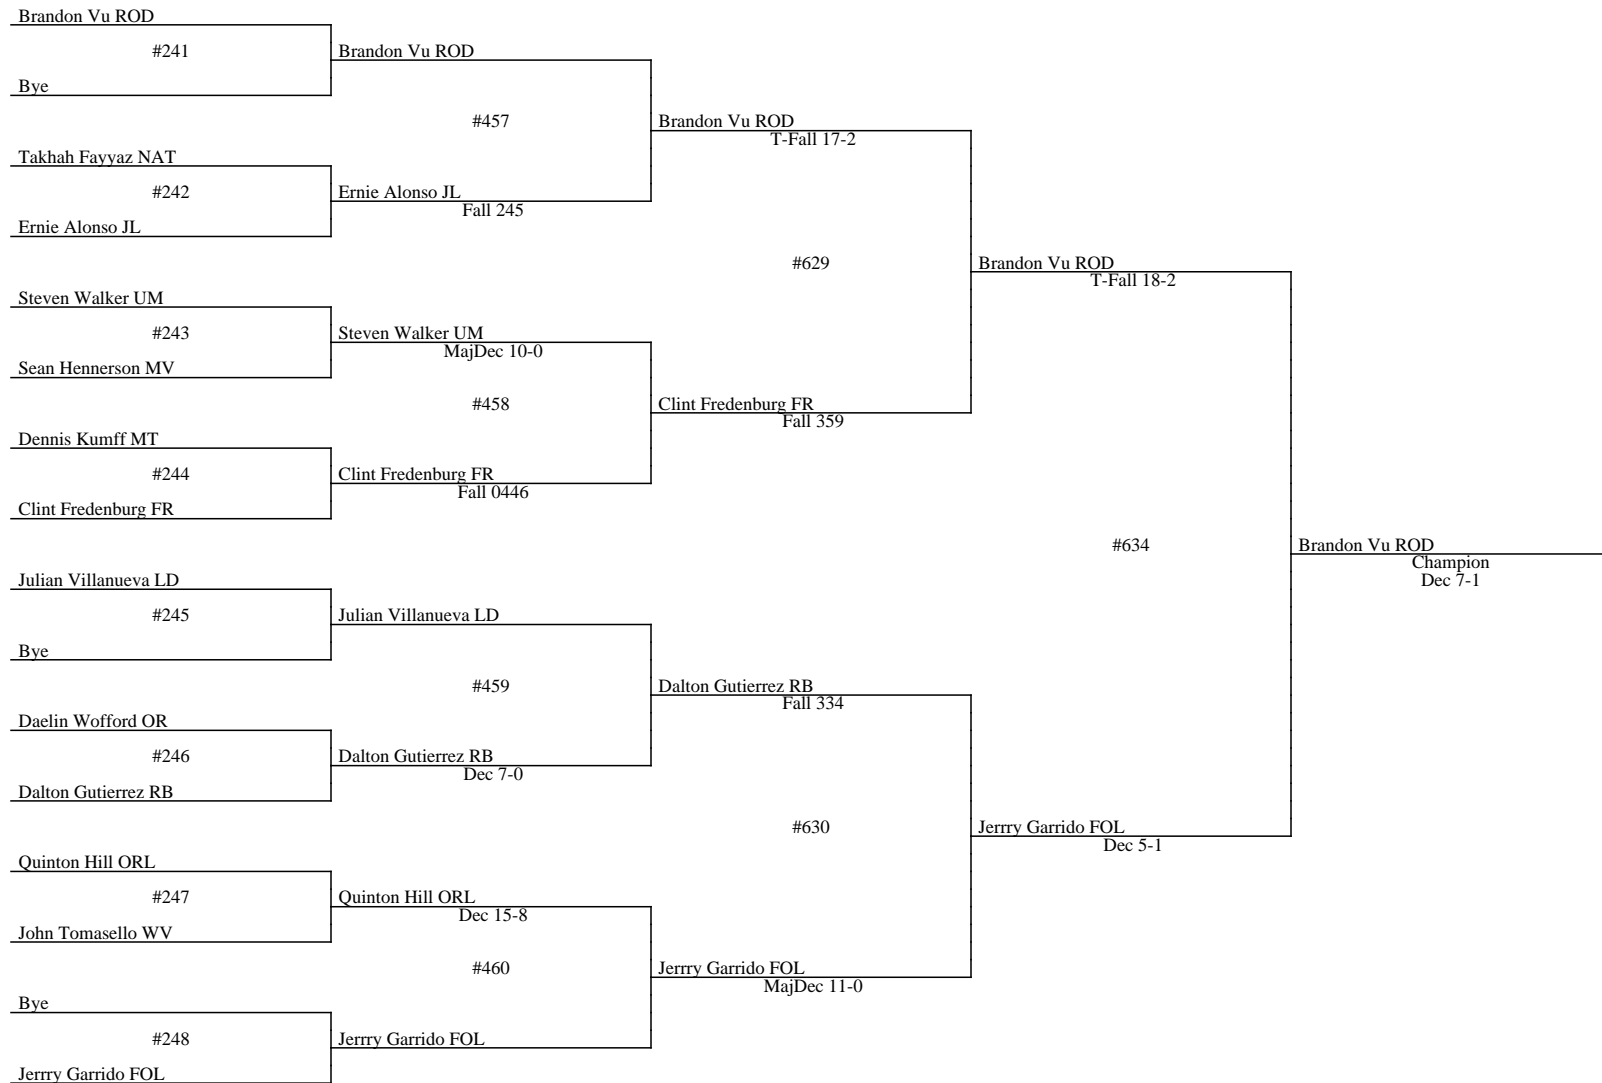 Brandon Vu ROD
#241
Bye
Brandon Vu ROD
#457
Takhah Fayyaz NAT
#242
Ernie Alonso JL
Ernie Alonso JL
Fall 245
Brandon Vu ROD
T-Fall 17-2
#629
Steven Walker UM
#243
Sean Hennerson MV
Steven Walker UM
MajDec 10-0
#458
Dennis Kumff MT
#244
Clint Fredenburg FR
Clint Fredenburg FR
Fall 0446
Clint Fredenburg FR
Fall 359
Brandon Vu ROD
T-Fall 18-2
#634
Julian Villanueva LD
#245
Bye
Julian Villanueva LD
#459
Daelin Wofford OR
#246
Dalton Gutierrez RB
Dalton Gutierrez RB
Dec 7-0
Dalton Gutierrez RB
Fall 334
#630
Quinton Hill ORL
#247
John Tomasello WV
Quinton Hill ORL
Dec 15-8
#460
Bye
#248
Jerrry Garrido FOL
Jerrry Garrido FOL
Jerrry Garrido FOL
MajDec 11-0
Jerrry Garrido FOL
Dec 5-1
Brandon Vu ROD
Champion
Dec 7-1